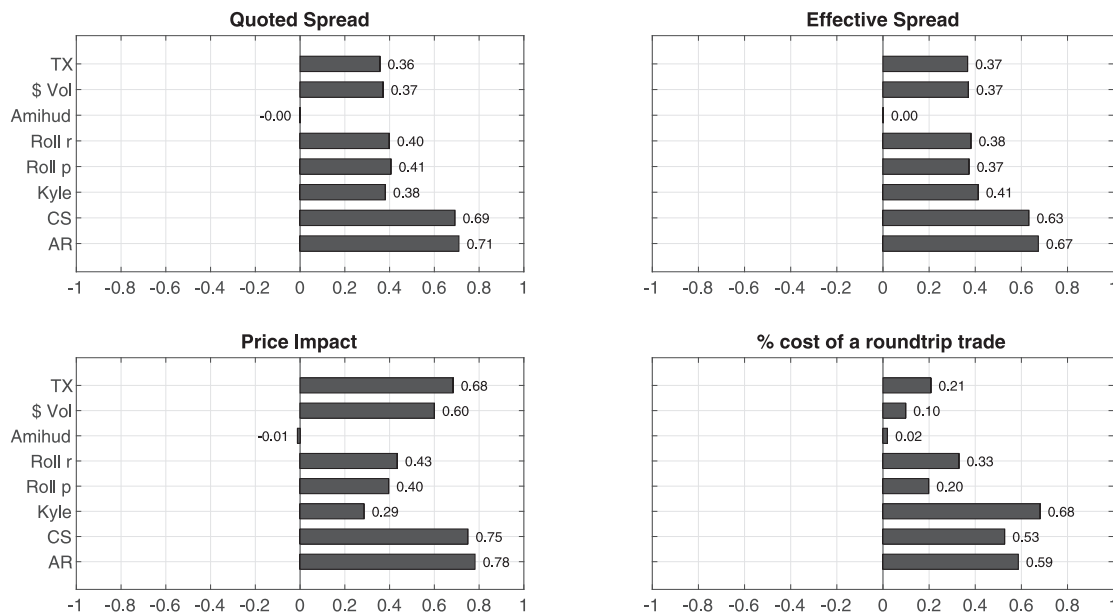 Quoted Spread
TX
0.36
$ Vol
0.37
Amihud
-0.00
Roll r
0.40
Roll p
0.41
Kyle
0.38
CS
0.69
AR
0.71
-1 -0.8 -0.6 -0.4 -0.2 0 0.2 0.4 0.6 0.8 1
Effective Spread
0.37
0.37
0.00
0.38
0.37
0.41
0.63
0.67
-1 -0.8 -0.6 -0.4 -0.2 0 0.2 0.4 0.6 0.8 1
Price Impact
TX
0.68
$ Vol
0.60
Amihud
-0.01
Roll r
0.43
Roll p
0.40
Kyle
0.29
CS
0.75
AR
0.78
-1 -0.8 -0.6 -0.4 -0.2 0 0.2 0.4 0.6 0.8 1
% cost of a roundtrip trade
0.21
0.10
0.02
0.33
0.20
0.68
0.53
0.59
-1 -0.8 -0.6 -0.4 -0.2 0 0.2 0.4 0.6 0.8 1